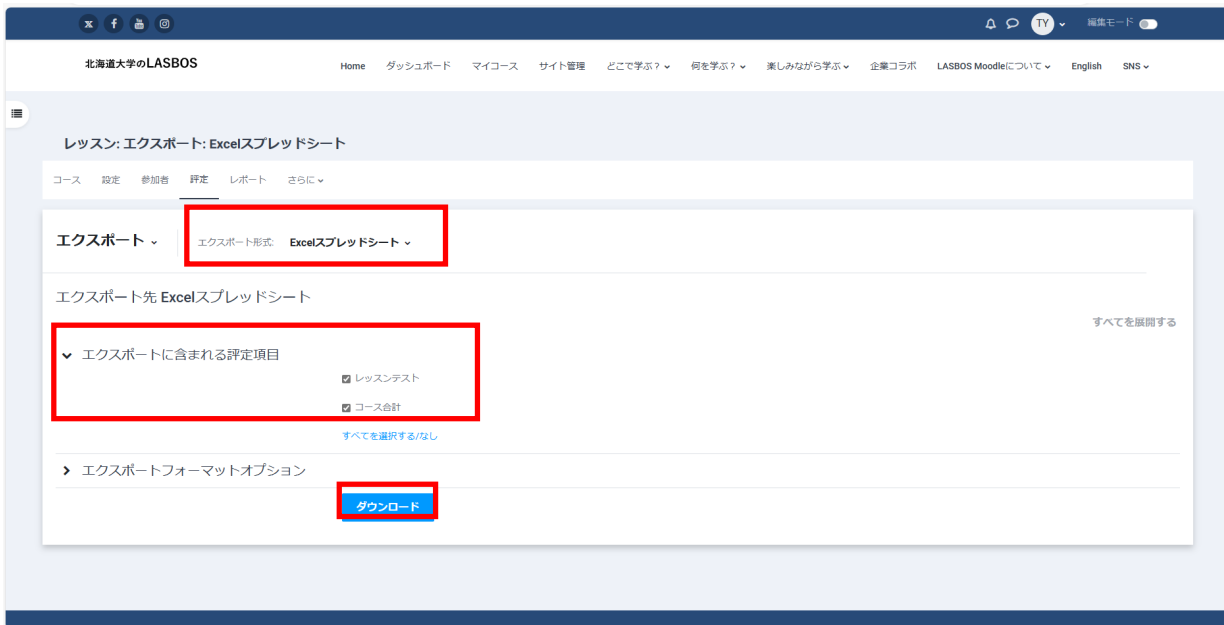 TY 編集モード
北海道大学のLASBOS Home ダッシュボード マイコース サイト管理 どこで学ぶ? 何を学ぶ? 楽しみながら学ぶ 企業コラボ LASBOS Moodleについて English SNS
レッスン: エクスポート: Excelスプレッドシート
コース 設定 参加者 評定 レポート さらに
エクスポート エクスポート形式: Excelスプレッドシート
エクスポート先 Excelスプレッドシート
すべてを展開する
エクスポートに含まれる評定項目
レッスンテスト
コース合計
すべてを選択する/なし
エクスポートフォーマットオプション
ダウンロード